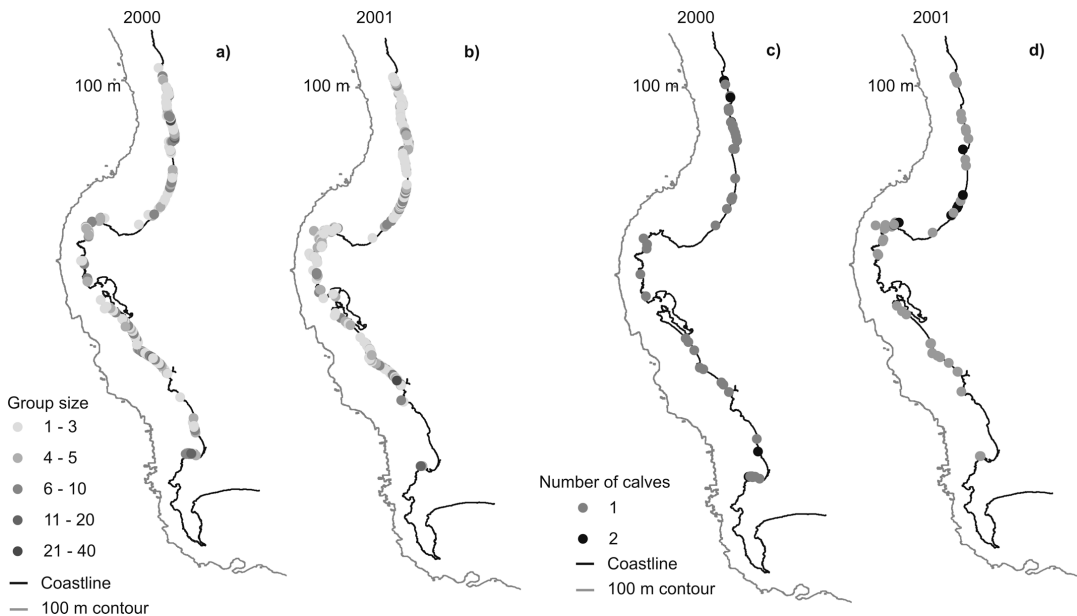 2000
2001
2000
2001
a)
b)
c)
d)
100 m
100 m
100 m
100 m
Group size
1 - 3
4 - 5
6 - 10
11 - 20
21 - 40
Coastline
100 m contour
Number of calves
1
2
Coastline
100 m contour